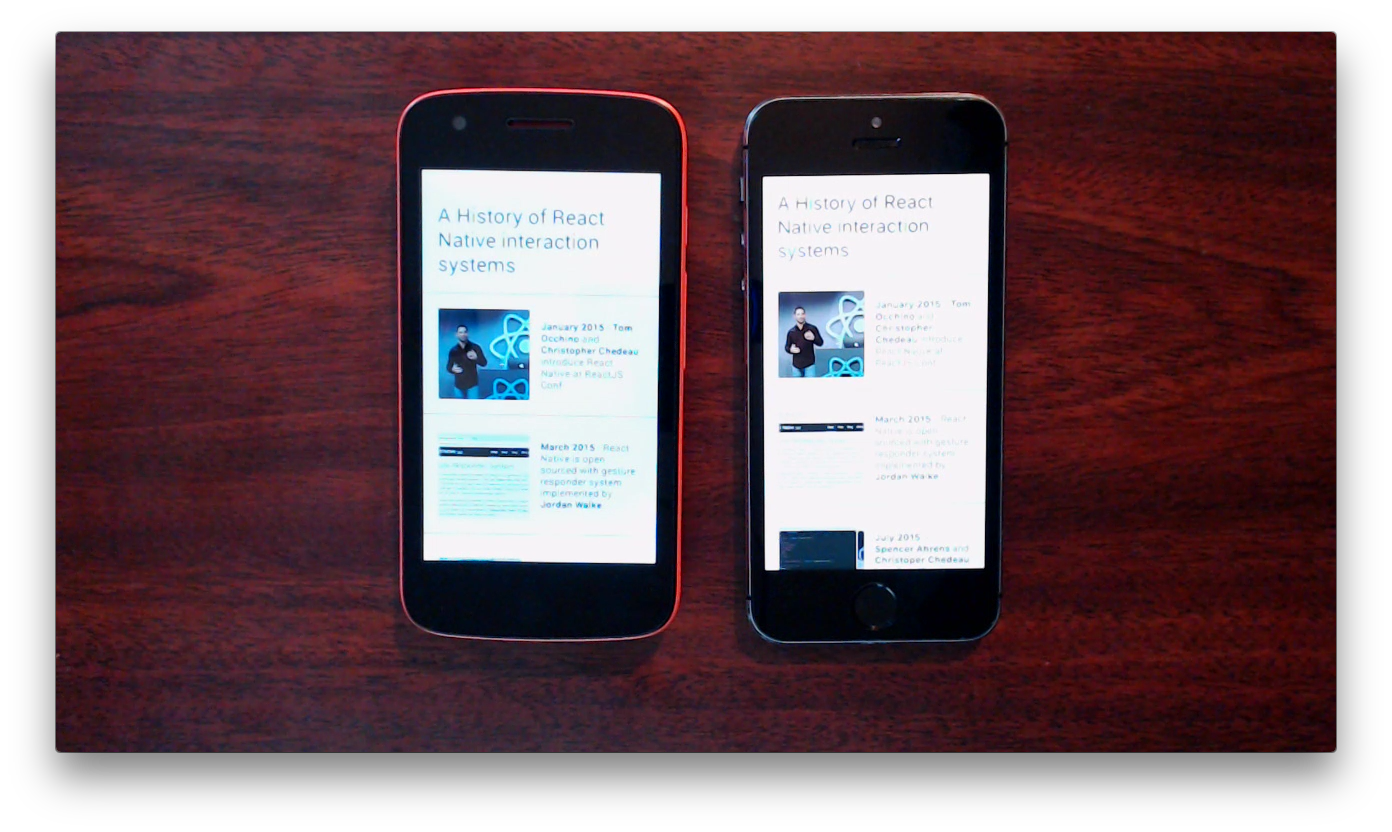 A History of React
Native interaction
systems
January 2015 Tom
Occhino and
Christopher Chedeau
introduce React
Native at ReactJS
Conf
March 2015 React
Native is open
sourced with gesture
responder system
implemented by
Jordan Walke
A History of React
Native interaction
systems
January 2015 Tom
Occhino and
Christopher
Chedeau introduce
React Native at
ReactJS Conf
March 2015 React
Native is open
sourced with gesture
responder system
implemented by
Jordan Walke
July 2015
Spencer Ahrens and
Christoper Chedeau